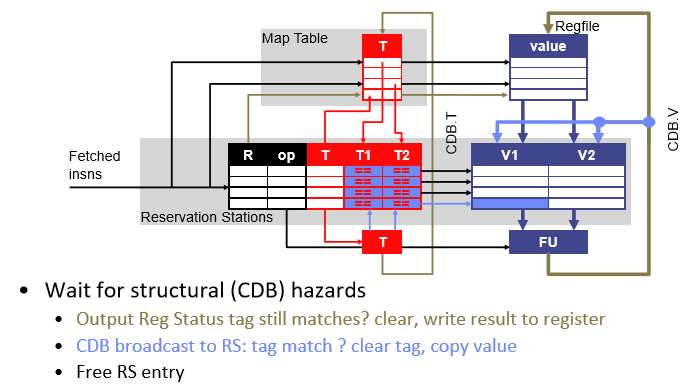 Regfile
Map Table
T
value
CDB.T
CDB.V
Fetched
insns
R op T T1 T2 V1 V2
== ==
== ==
== ==
== ==
Reservation Stations
T
FU
• Wait for structural (CDB) hazards
• Output Reg Status tag still matches? clear, write result to register
• CDB broadcast to RS: tag match ? clear tag, copy value
• Free RS entry